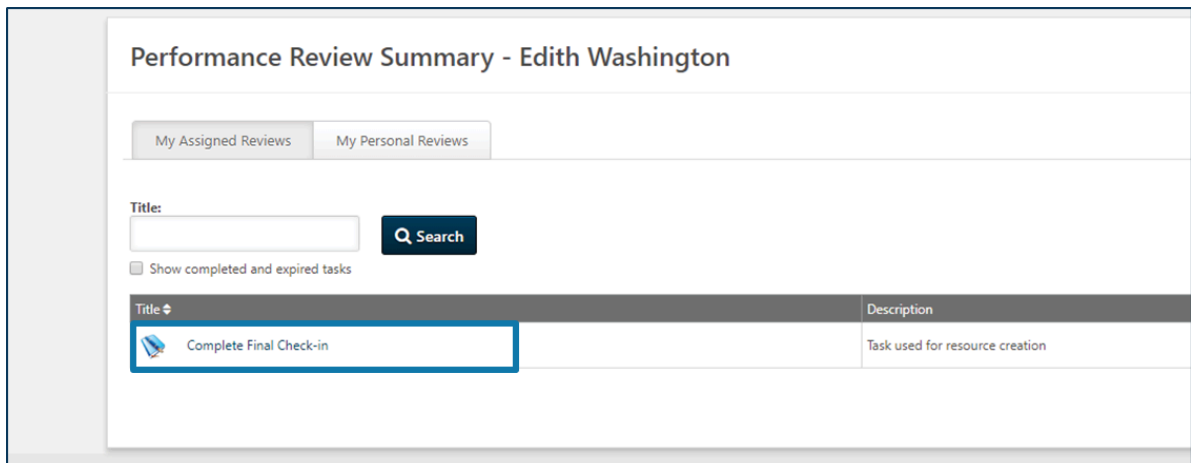 Performance Review Summary - Edith Washington
My Assigned Reviews My Personal Reviews
Title:
Search
Show completed and expired tasks
Title Description
Complete Final Check-in Task used for resource creation